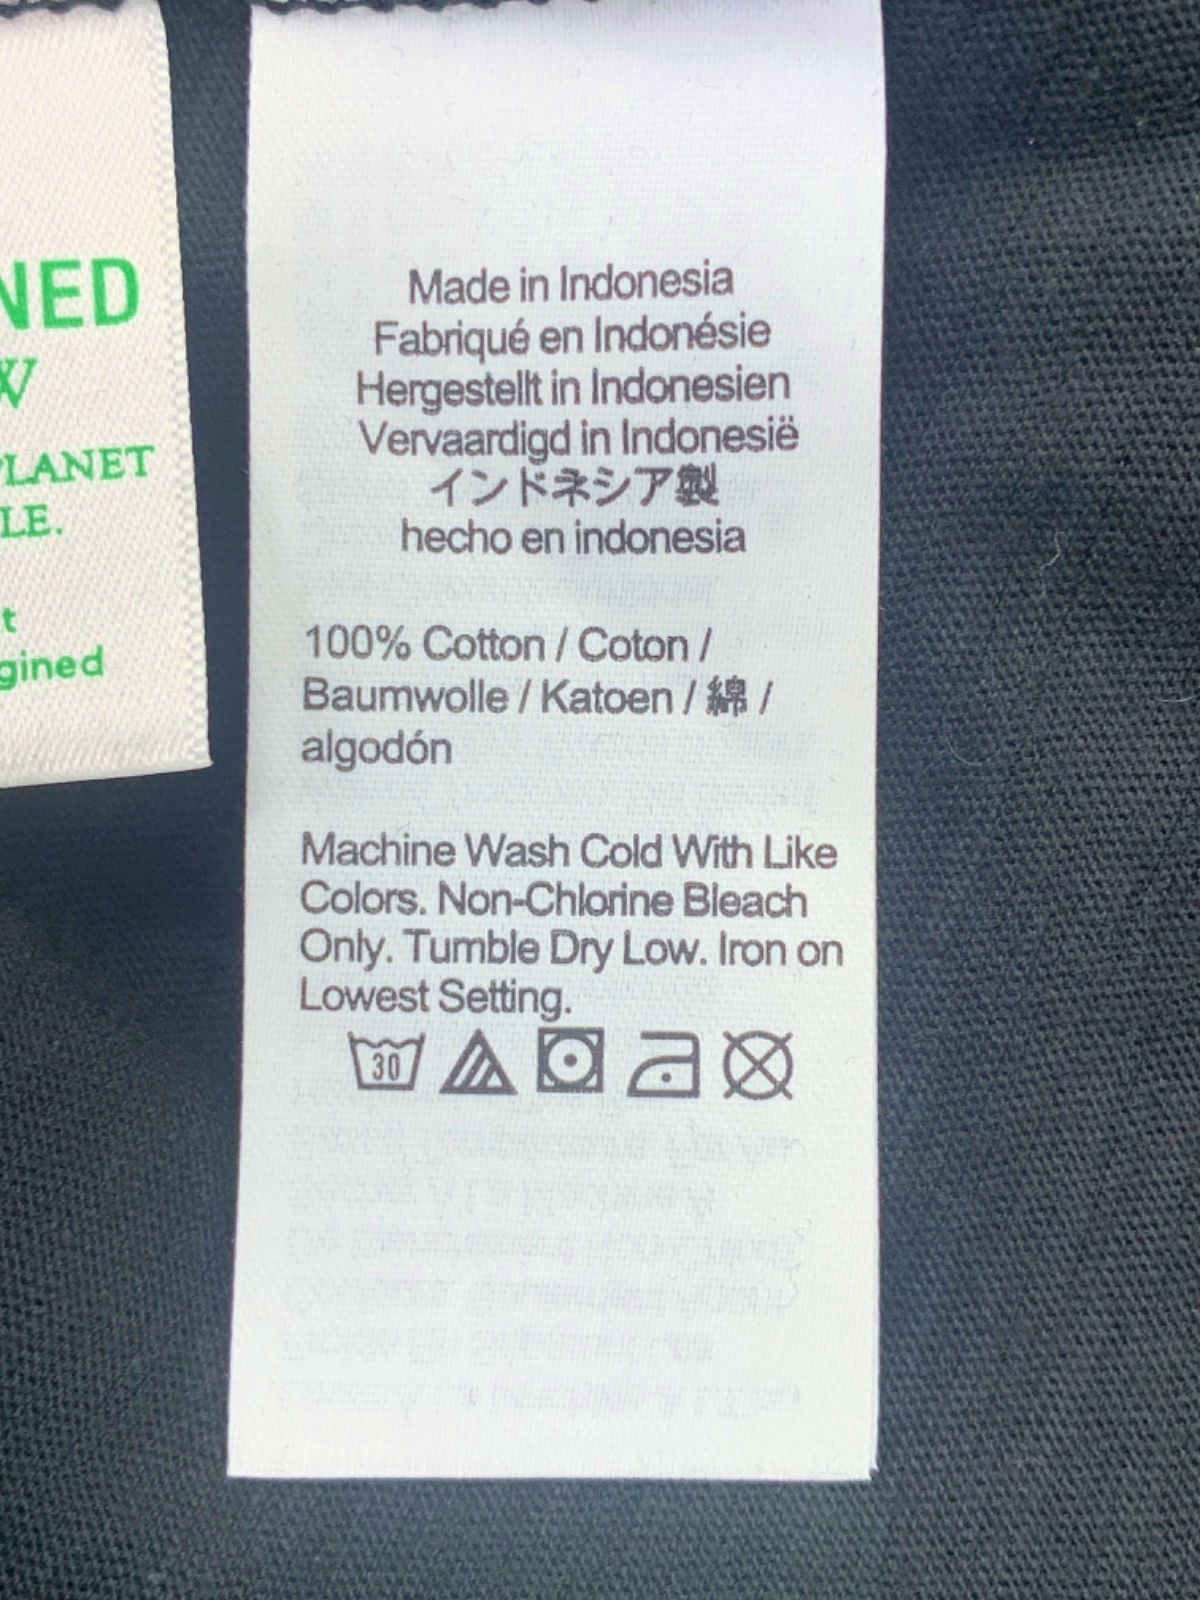 NED
W
PLANET
LE.
t
gined
Made in Indonesia
Fabriqué en Indonésie
Hergestellt in Indonesien
Vervaardigd in Indonesië
インドネシア製
hecho en indonesia
100% Cotton / Coton /
Baumwolle / Katoen / 綿 /
algodón
Machine Wash Cold With Like
Colors. Non-Chlorine Bleach
Only. Tumble Dry Low. Iron on
Lowest Setting.
30